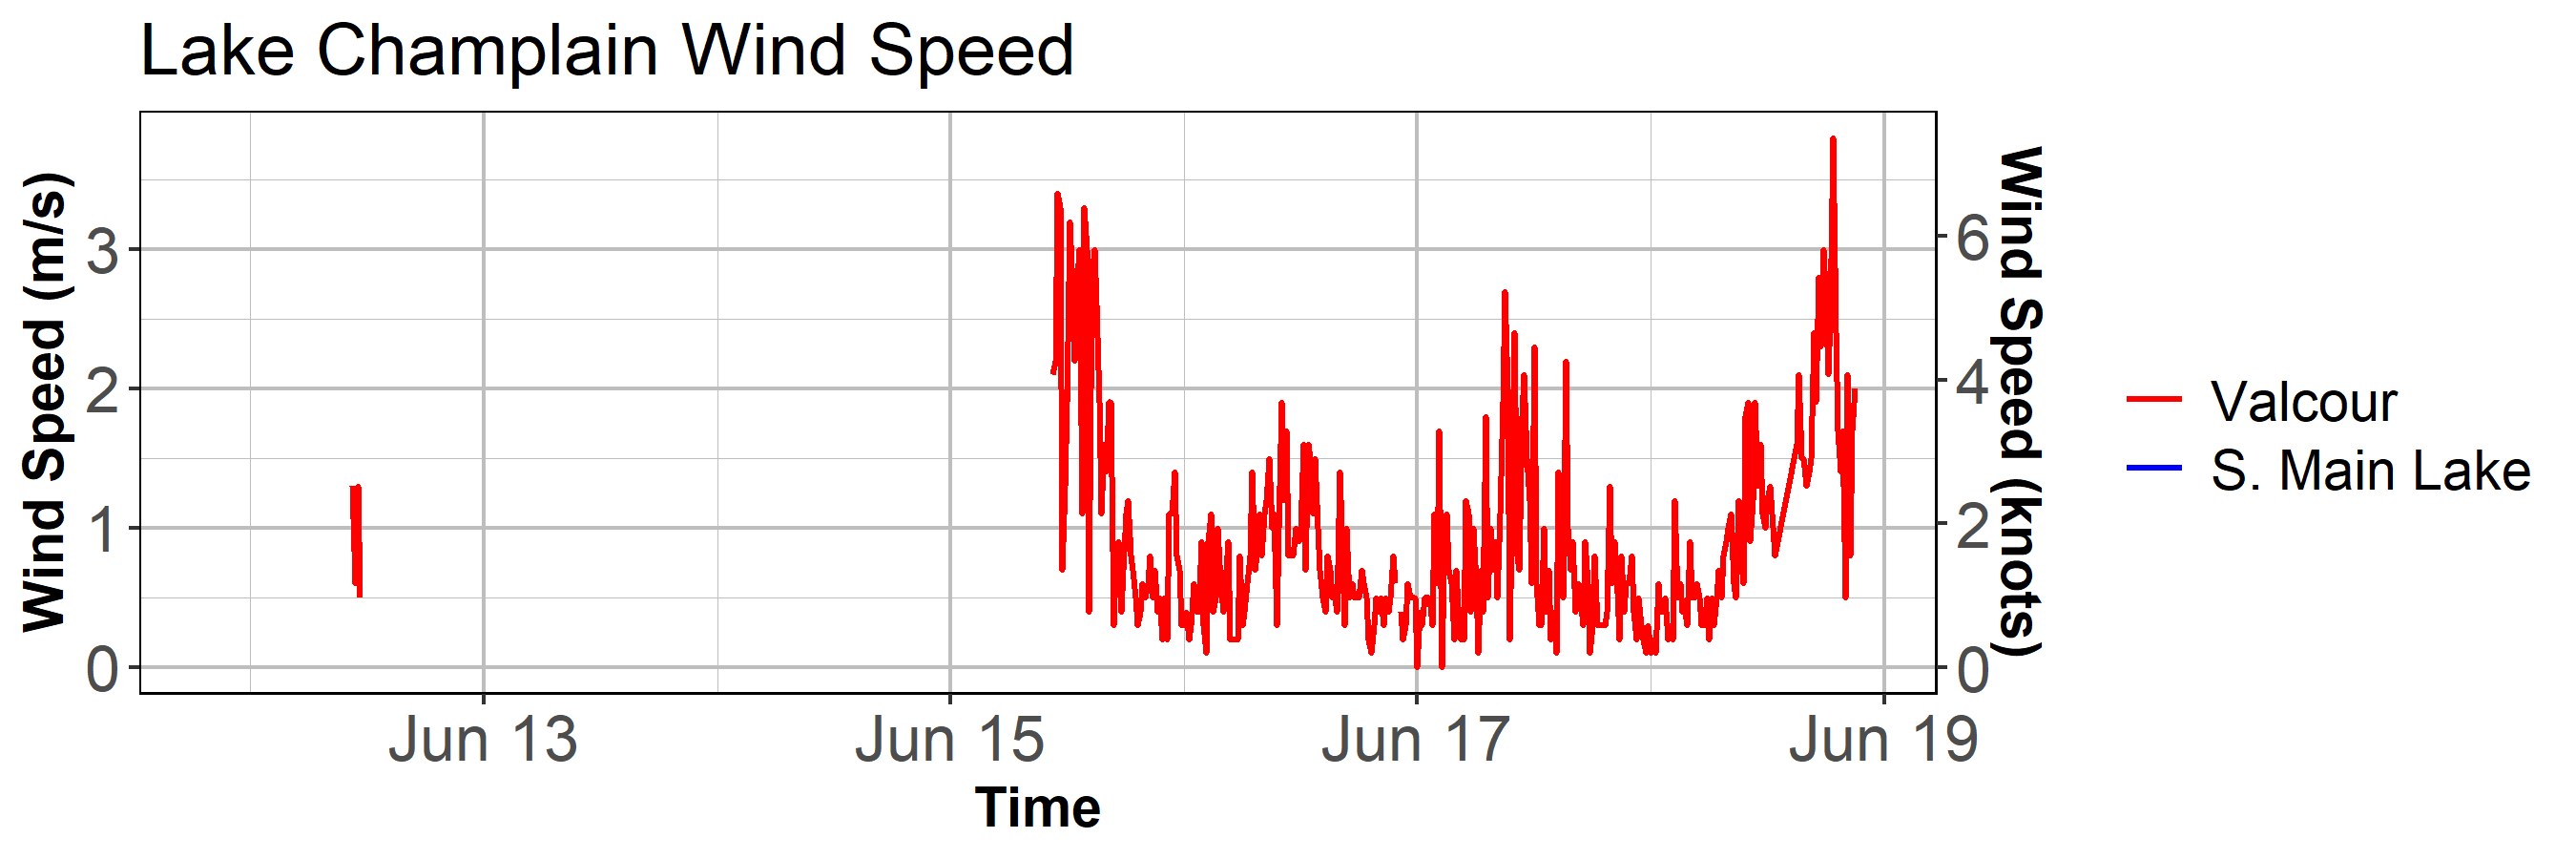 Lake Champlain Wind Speed
Wind Speed (m/s)
3
2
1
0
6
4
2
0
Wind Speed (knots)
Jun 13
Jun 15
Jun 17
Jun 19
Time
Valcour
S. Main Lake